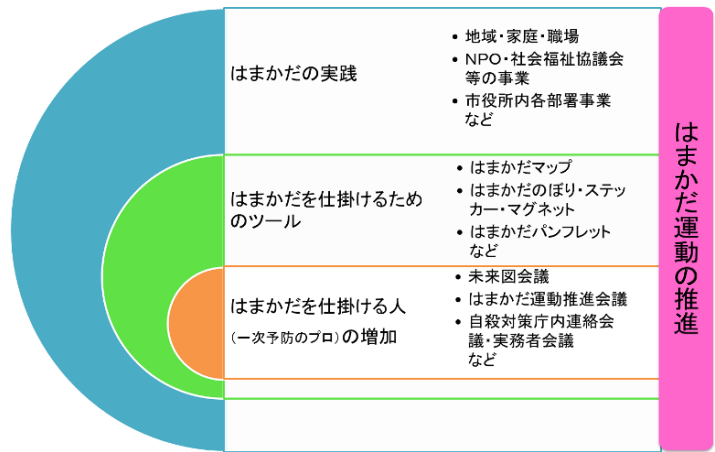 はまかだの実践
• 地域・家庭・職場
• NPO・社会福祉協議会
等の事業
• 市役所内各部署事業
など
はまかだを仕掛けるため
のツール
• はまかだマップ
• はまかだのぼり・ステッ
カー・マグネット
• はまかだパンフレット
など
はまかだを仕掛ける人
（一次予防のプロ）の増加
• 未来図会議
• はまかだ運動推進会議
• 自殺対策庁内連絡会
議・実務者会議
など
はまかだ運動の推進